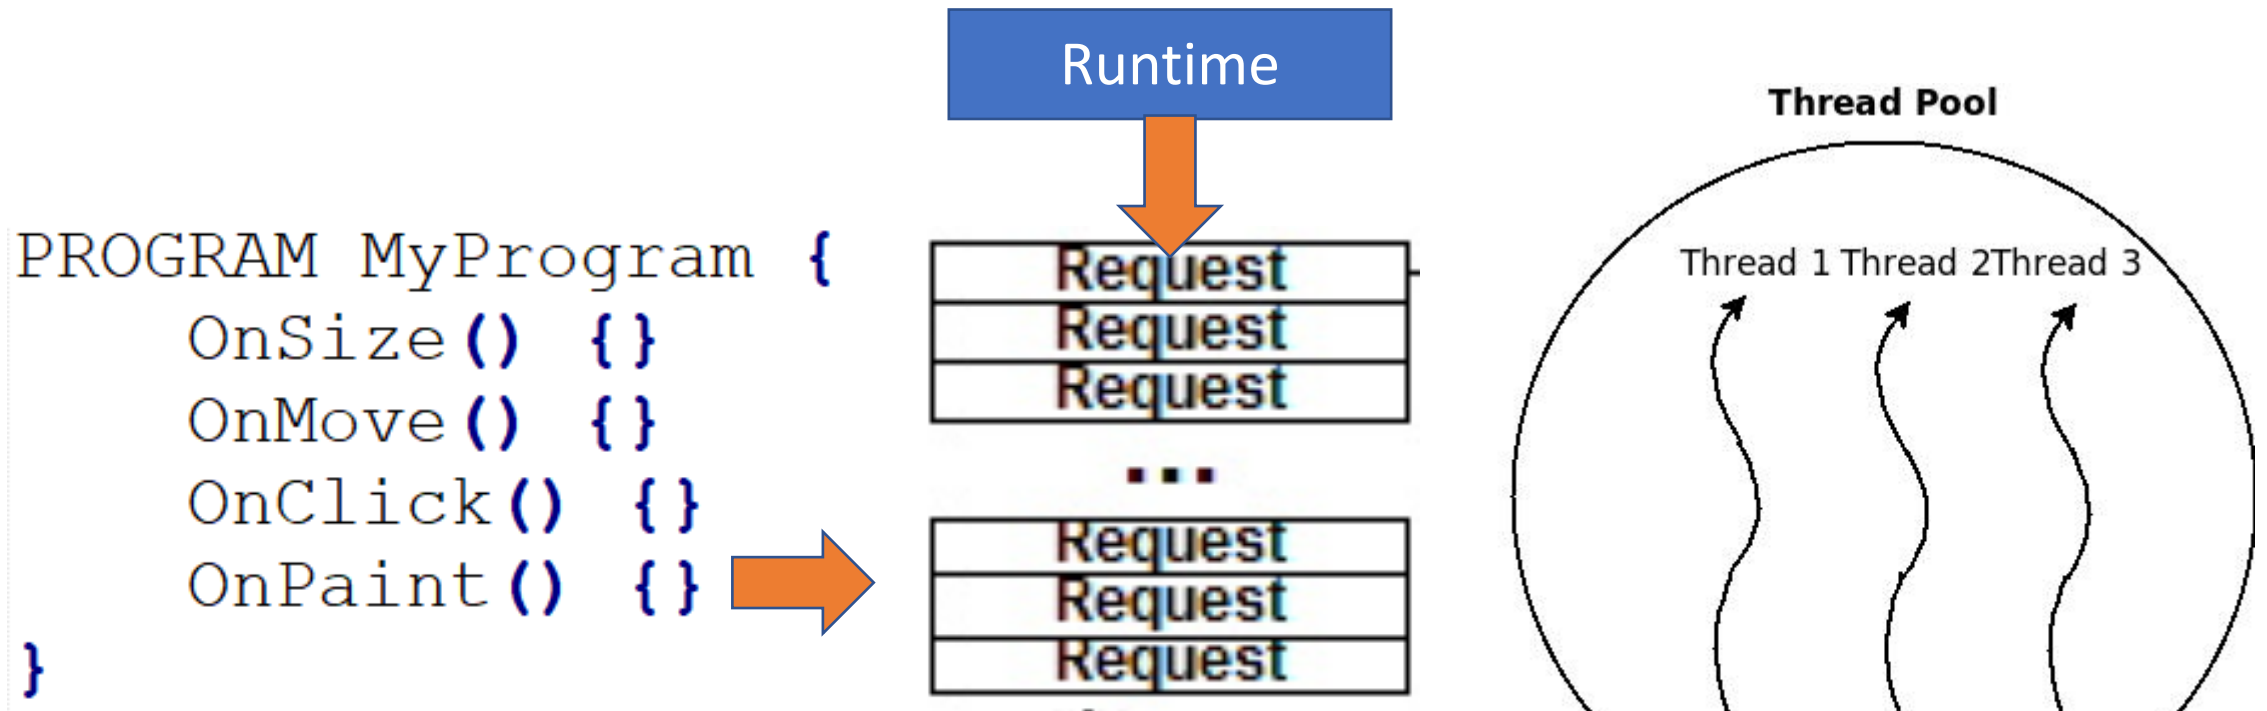 PROGRAM MyProgram {
OnSize() {}
OnMove() {}
OnClick() {}
OnPaint() {}
}
Runtime
Request
Request
Request
...
Request
Request
Request
Thread Pool
Thread 1 Thread 2Thread 3